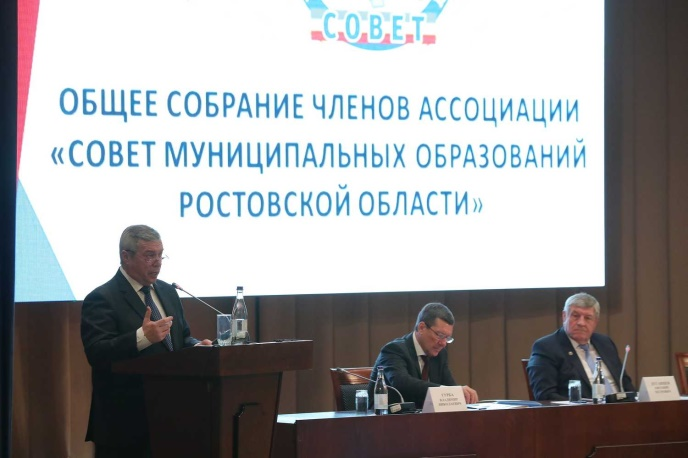 СОВЕТ
ОБЩЕЕ СОБРАНИЕ ЧЛЕНОВ АССОЦИАЦИИ
«СОВЕТ МУНИЦИПАЛЬНЫХ ОБРАЗОВАНИЙ
РОСТОВСКОЙ ОБЛАСТИ»